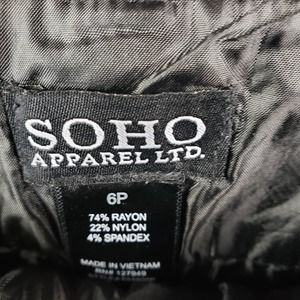 SOHO
APPAREL LTD.
6P
74% RAYON
22% NYLON
4% SPANDEX
MADE IN VIETNAM
RN# 127949